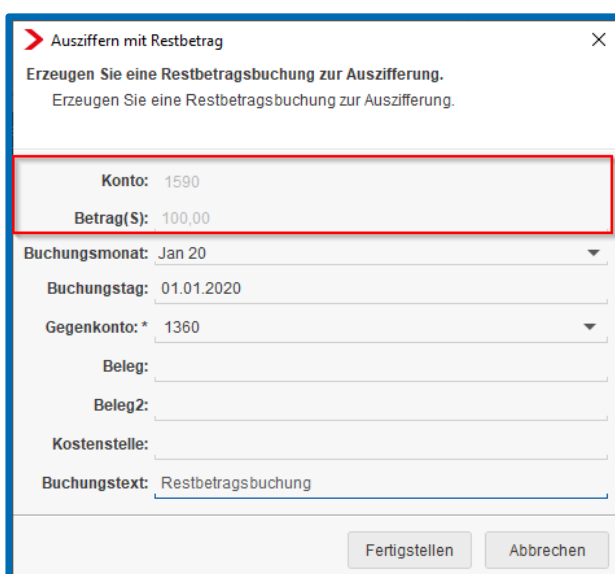 Ausziffern mit Restbetrag
Erzeugen Sie eine Restbetragsbuchung zur Auszifferung.
Erzeugen Sie eine Restbetragsbuchung zur Auszifferung.
Konto: 1590
Betrag(S): 100,00
Buchungsmonat: Jan 20
Buchungstag: 01.01.2020
Gegenkonto: * 1360
Beleg:
Beleg2:
Kostenstelle:
Buchungstext: Restbetragsbuchung
Fertigstellen Abbrechen